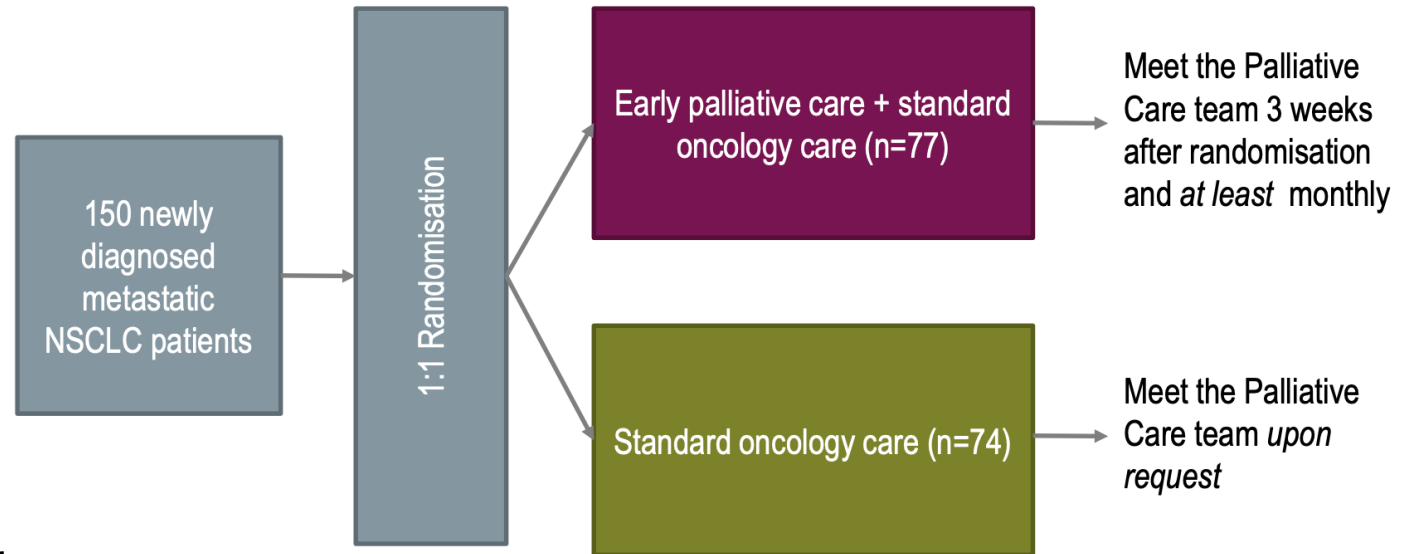 150 newly
diagnosed
metastatic
NSCLC patients
1:1 Randomisation
Early palliative care + standard
oncology care (n=77)
Meet the Palliative
Care team 3 weeks
after randomisation
and at least monthly
Standard oncology care (n=74)
Meet the Palliative
Care team upon
request